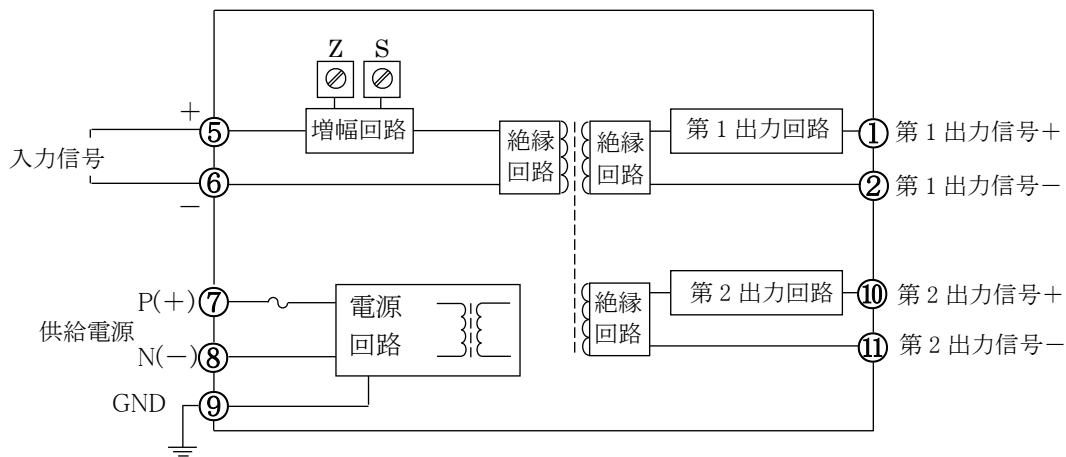 Z S
+
⑤
増幅回路
絶縁
回路
絶縁
回路
第1出力回路
① 第1出力信号+
入力信号
⑥
−
② 第1出力信号−
P(+) ⑦
供給電源
N(−) ⑧
電源
回路
GND ⑨
絶縁
回路
第2出力回路
⑩ 第2出力信号+
⑪ 第2出力信号−